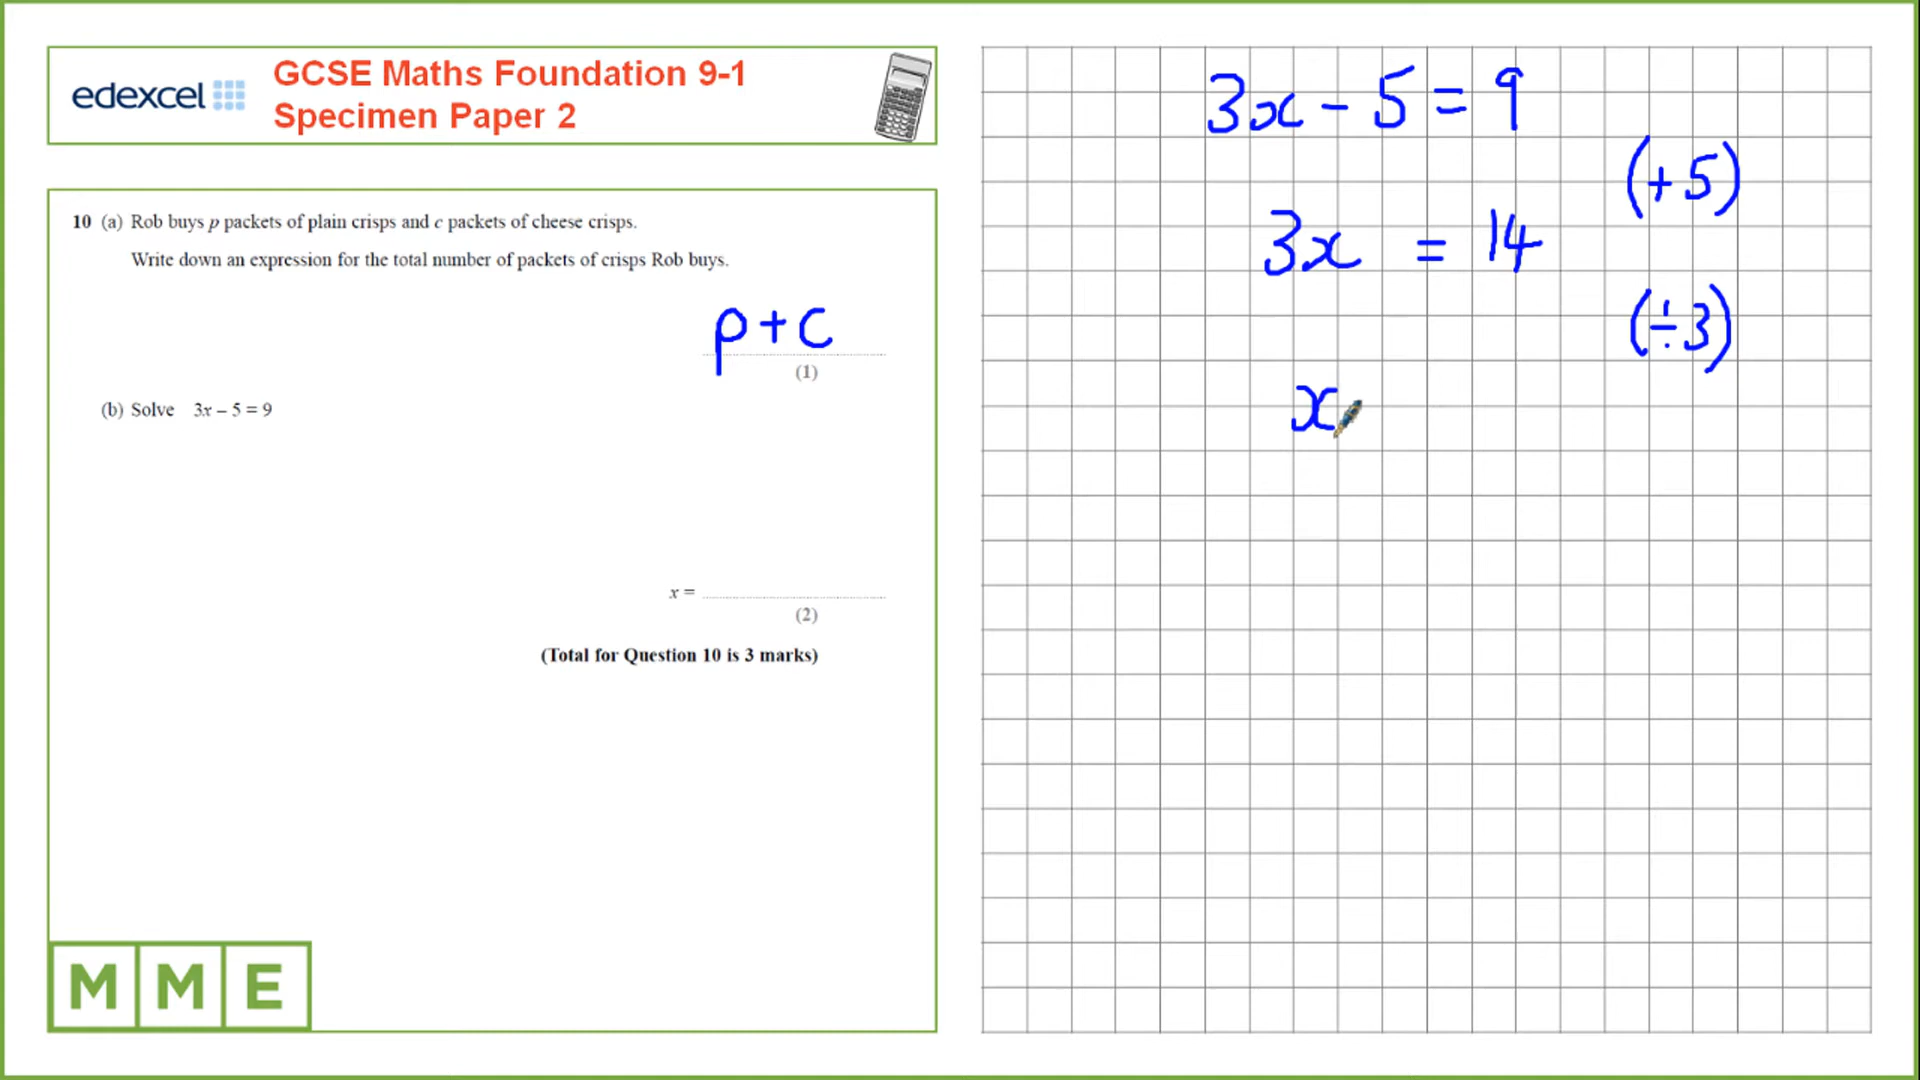 edexcel
GCSE Maths Foundation 9-1
Specimen Paper 2
10 (a) Rob buys p packets of plain crisps and c packets of cheese crisps.
Write down an expression for the total number of packets of crisps Rob buys.
p+c
(1)
(b) Solve 3x – 5 = 9
x =
(2)
(Total for Question 10 is 3 marks)
MME
3x - 5 = 9
(+5)
3x = 14
(÷3)
x